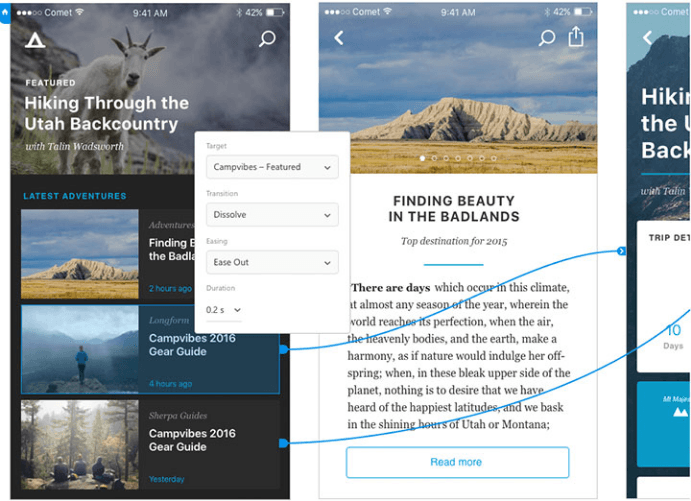 Comet
9:41 AM
42%
FEATURED
Hiking Through the
Utah Backcountry
with Talin Wadsworth
LATEST ADVENTURES
Adventures
Finding
the Badla
2 hours ago
Longform
Campvibes 2016
Gear Guide
4 hours ago
Sherpa Guides
Campvibes 2016
Gear Guide
Yesterday
Target
Campvibes – Featured
Transition
Dissolve
Easing
Ease Out
Duration
0.2 s
Comet
9:41 AM
42%
FINDING BEAUTY
IN THE BADLANDS
Top destination for 2015
There are days which occur in this climate,
at almost any season of the year, wherein the
world reaches its perfection, when the air,
the heavenly bodies, and the earth, make a
harmony, as if nature would indulge her off-
spring; when, in these bleak upper side of the
planet, nothing is to desire that we have
heard of the happiest latitudes, and we bask
in the shining hours of Utah or Montana;
Read more
Comet
Hikin
the U
Back
with Talin
TRIP DET
10
Days
Mt Majes